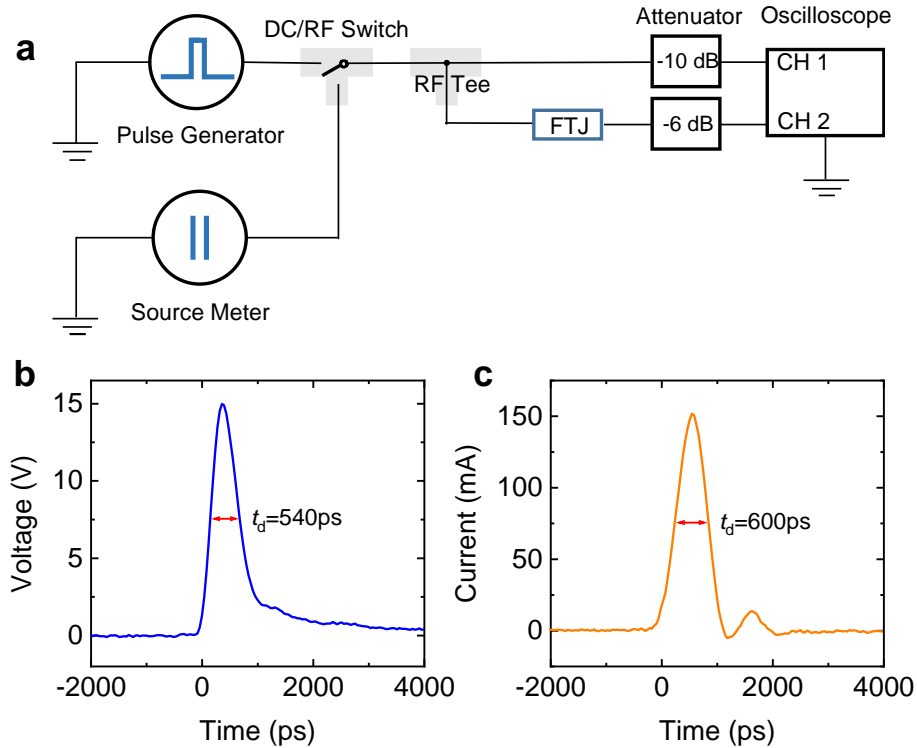 a
DC/RF Switch
Attenuator
Oscilloscope
-10 dB
CH 1
RF Tee
Pulse Generator
FTJ
-6 dB
CH 2
Source Meter
b
Voltage (V)
15
10
5
0
t_d=540ps
-2000 0 2000 4000
Time (ps)
c
Current (mA)
150
100
50
0
t_d=600ps
-2000 0 2000 4000
Time (ps)